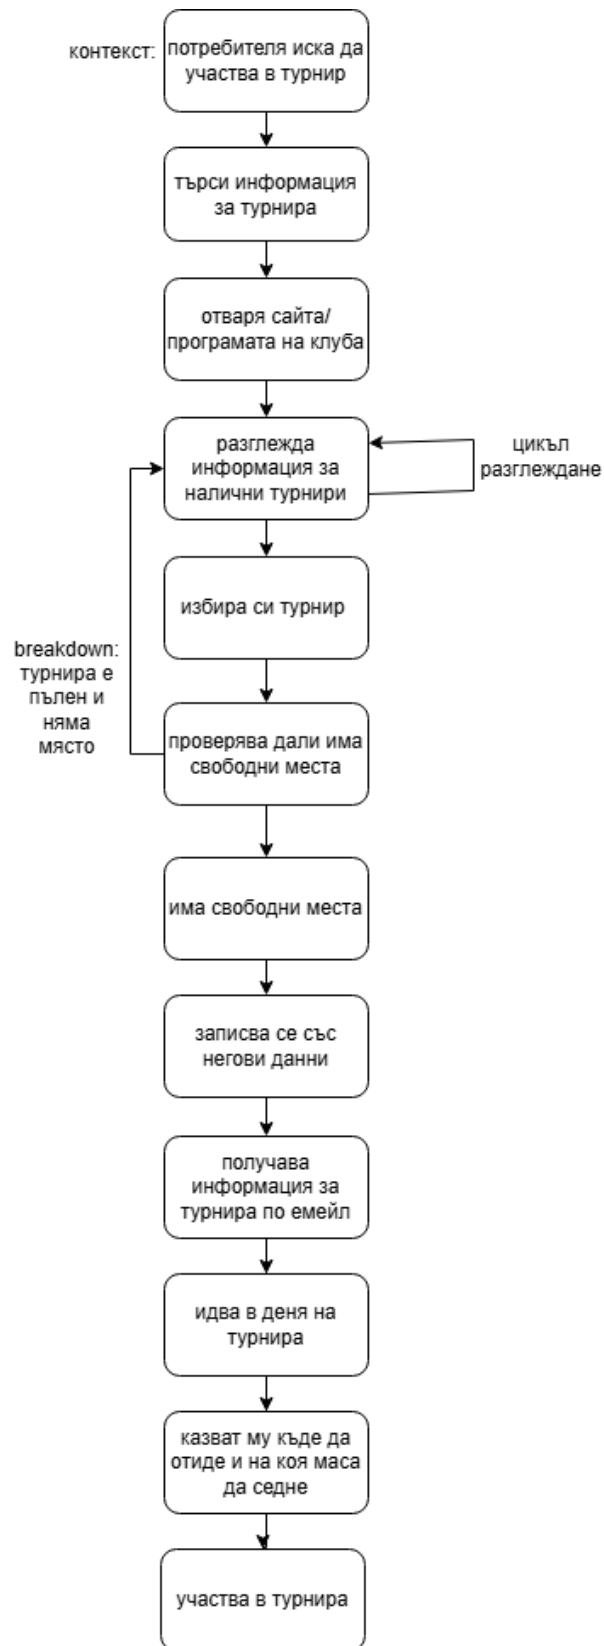 контекст:
потребителя иска да
участва в турнир
търси информация
за турнира
отваря сайта/
програмата на клуба
разглежда
информация за
налични турнири
цикъл
разглеждане
избира си турнир
breakdown:
турнира е
пълен и
няма
място
проверява дали има
свободни места
има свободни места
записва се със
негови данни
получава
информация за
турнира по емейл
идва в деня на
турнира
казват му къде да
отиде и на коя маса
да седне
участва в турнира